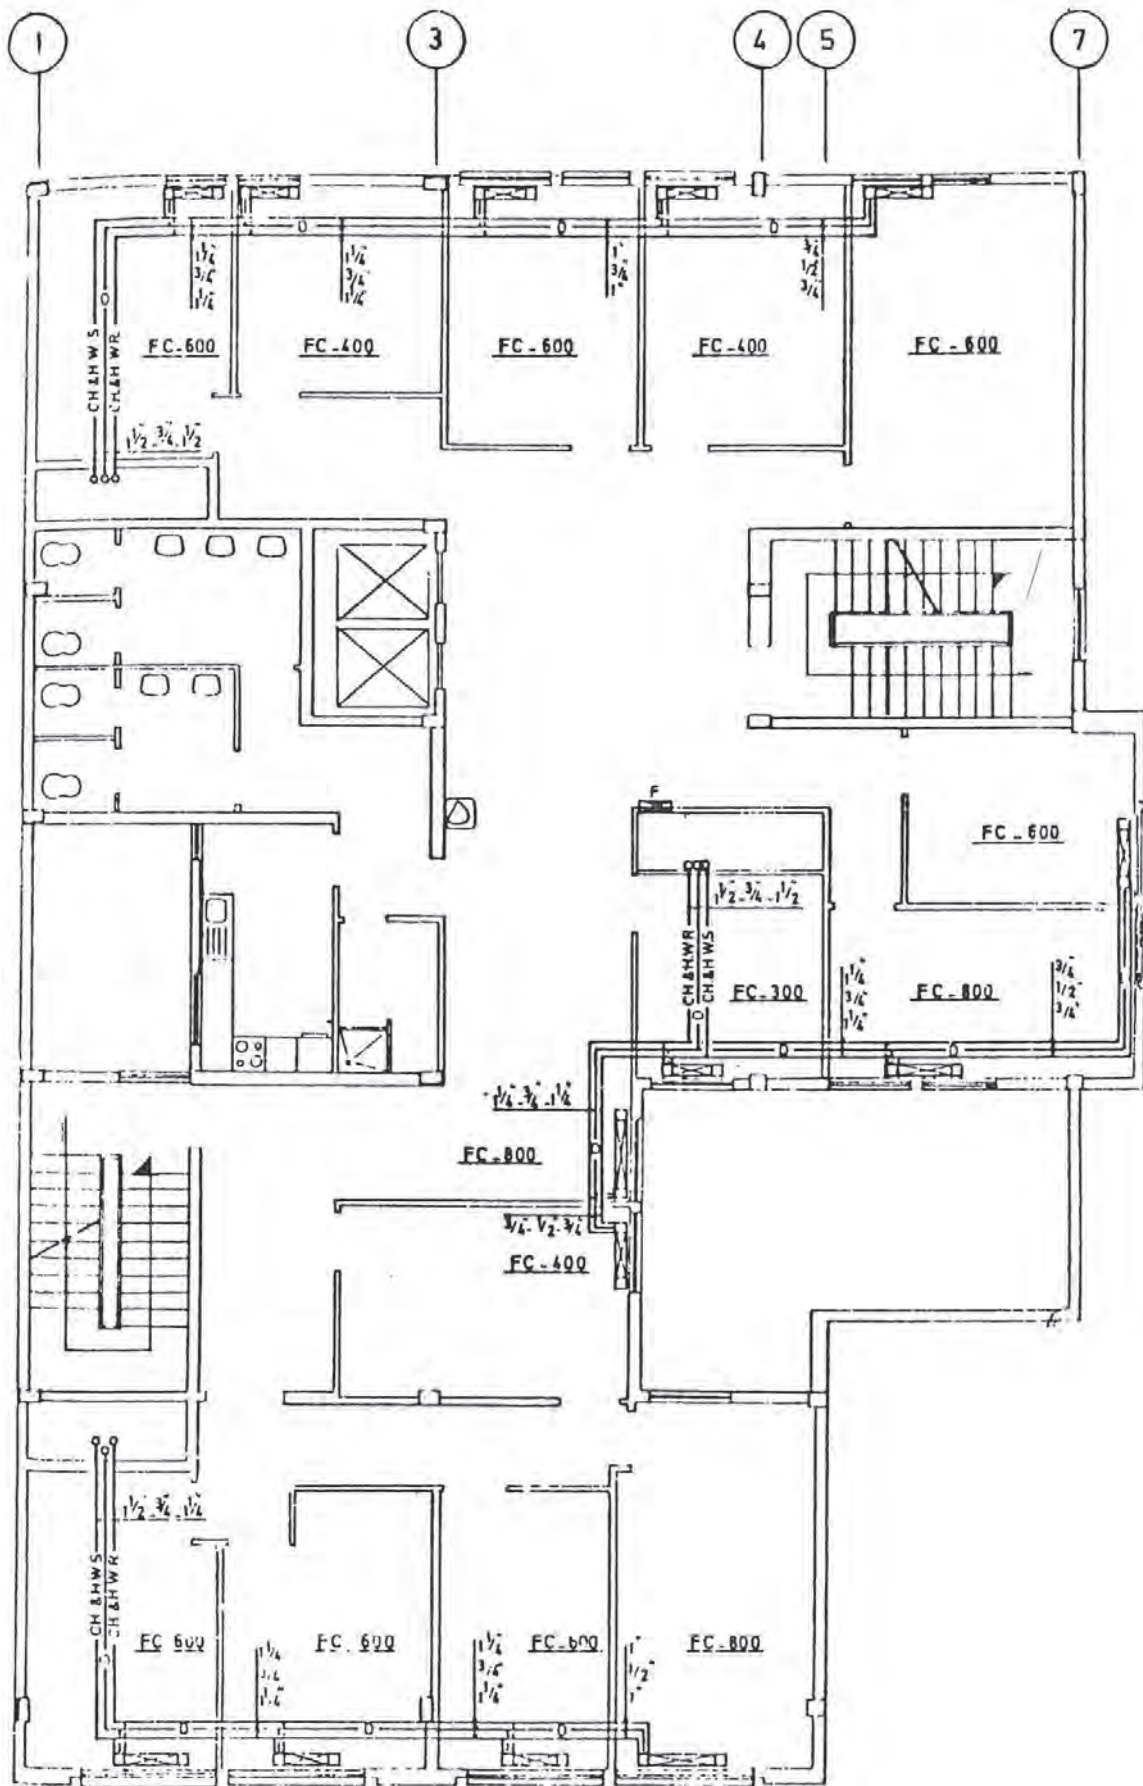 1 3 4 5 7
1¼"
3/4"
1¼"
1¼"
3/4"
1¼"
1"
3/4"
1"
3/4"
1/2"
3/4"
FC-600 FC-400 FC-600 FC-400 FC-600
CH & H.W.S
CH & H.W.R
1½"-¾"-1½"
F
FC-600
1½"-¾"-1½"
CH & H.W.R
CH & H.W.S
FC-300
1¼"
3/4"
1¼"
FC-800
3/4"
1/2"
3/4"
1¼"-¾"-1¼"
FC-800
¾"-½"-¾"
FC-400
1½"-¾"-1¼"
CH & H.W.S
CH & H.W.R
FC 600 FC-600 FC-600 FC-800
1¼
3/4
1¼"
1¼"
3/4"
1¼"
1"
1/2"
1"